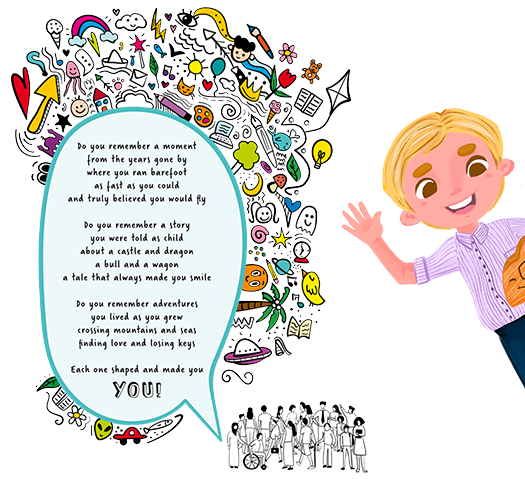 Do you remember a moment
from the years gone by
where you ran barefoot
as fast as you could
and truly believed you would fly
Do you remember a story
you were told as child
about a castle and dragon
a bull and a wagon
a tale that always made you smile
Do you remember adventures
you lived as you grew
crossing mountains and seas
finding love and losing keys
Each one shaped and made you
YOU!